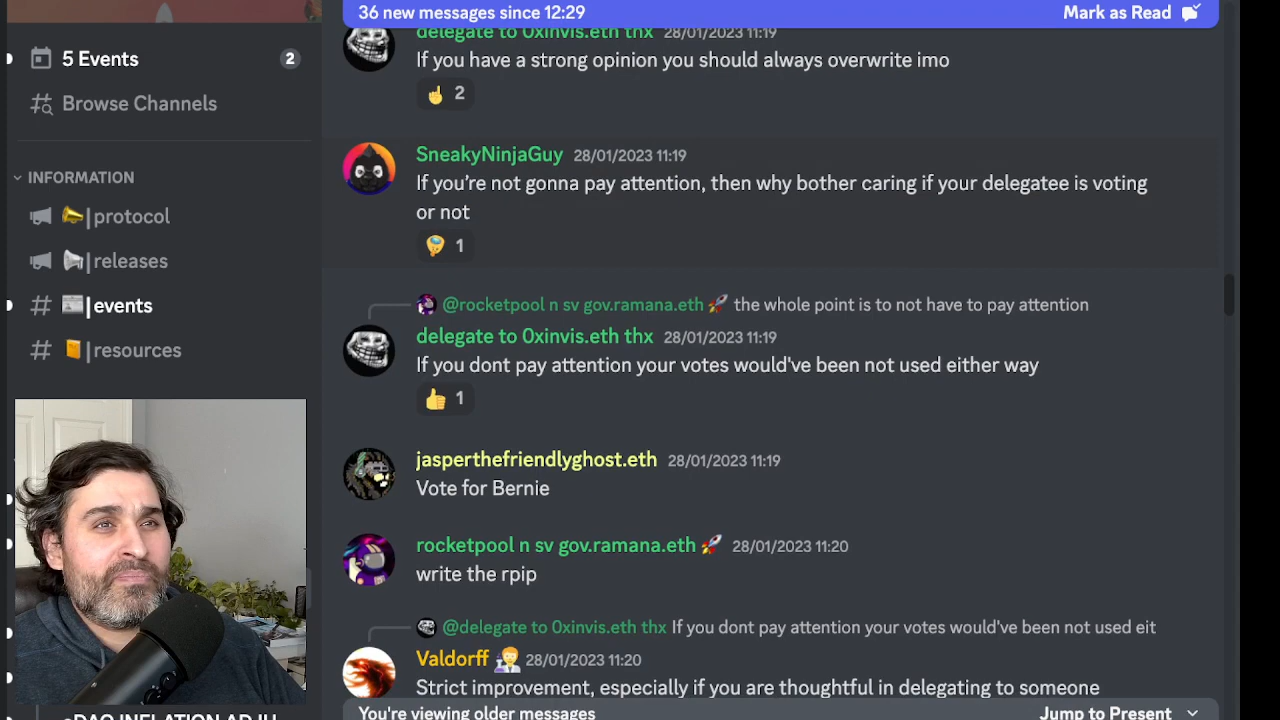 36 new messages since 12:29
Mark as Read
5 Events
2
Browse Channels
INFORMATION
protocol
releases
events
resources
delegate to 0xinvis.eth thx 28/01/2023 11:19
If you have a strong opinion you should always overwrite imo
2
SneakyNinjaGuy 28/01/2023 11:19
If you're not gonna pay attention, then why bother caring if your delegatee is voting
or not
1
@rocketpool n sv gov.ramana.eth 🚀 the whole point is to not have to pay attention
delegate to 0xinvis.eth thx 28/01/2023 11:19
If you dont pay attention your votes would've been not used either way
1
jasperthefriendlyghost.eth 28/01/2023 11:19
Vote for Bernie
rocketpool n sv gov.ramana.eth 🚀 28/01/2023 11:20
write the rpip
@delegate to 0xinvis.eth thx If you dont pay attention your votes would've been not used eit
Valdorff 28/01/2023 11:20
Strict improvement, especially if you are thoughtful in delegating to someone
You're viewing older messages
Jump to Present